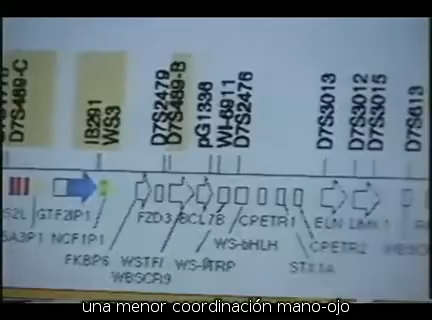 D7S489-C
IB291
WS3
D7S2479
D7S489-B
pG1336
WI-6911
D7S2476
D7S3013
D7S3012
D7S3015
D7S613
GTF2IP1
FZD3
BCL7B
CPETR1
ELN
LIMK1
NCF1P1
WS-bHLH
CPETR2
FKBP6
WSTF
WS-βTRP
STX1A
WBSCR9
una menor coordinación mano-ojo